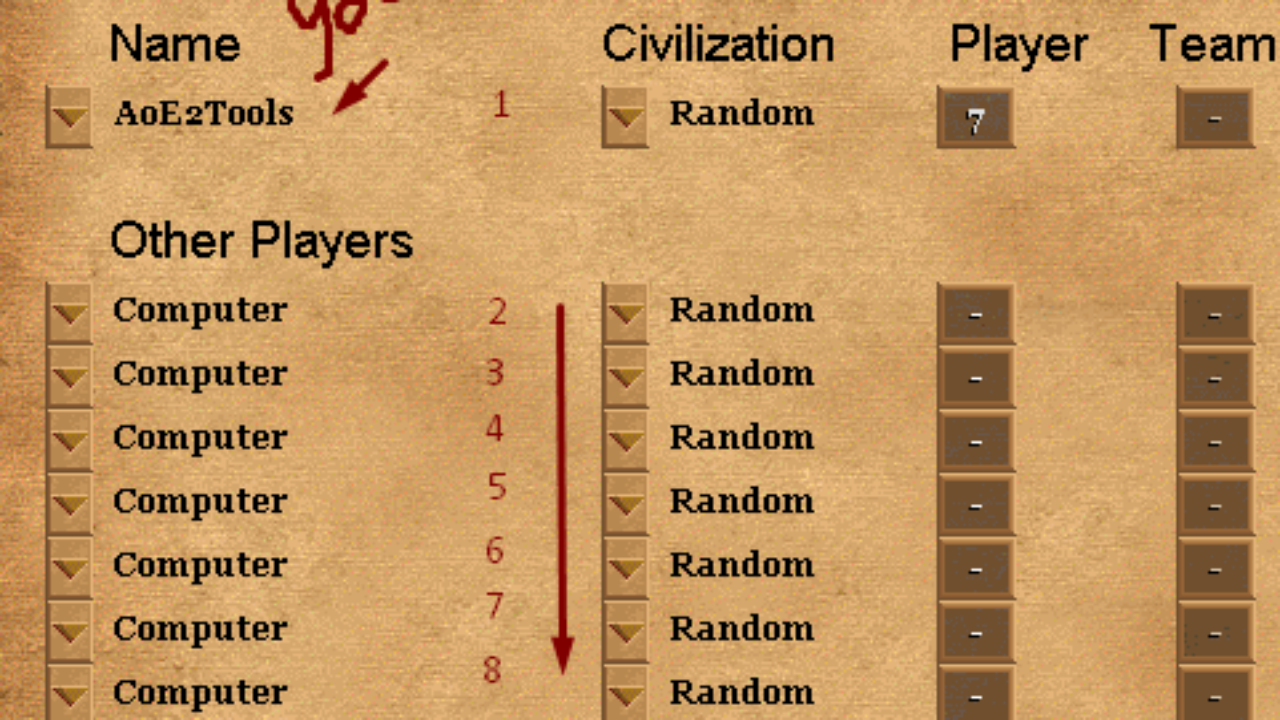 Name Civilization Player Team
AoE2Tools 1 Random 7 -
Other Players
Computer 2 Random - -
Computer 3 Random - -
Computer 4 Random - -
Computer 5 Random - -
Computer 6 Random - -
Computer 7 Random - -
Computer 8 Random - -